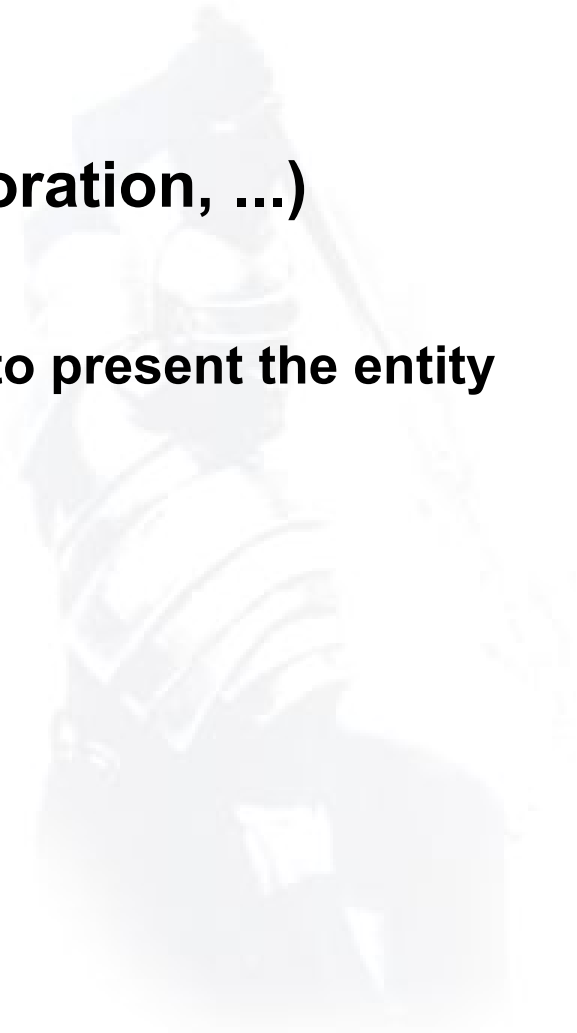 oration, ...)
to present the entity